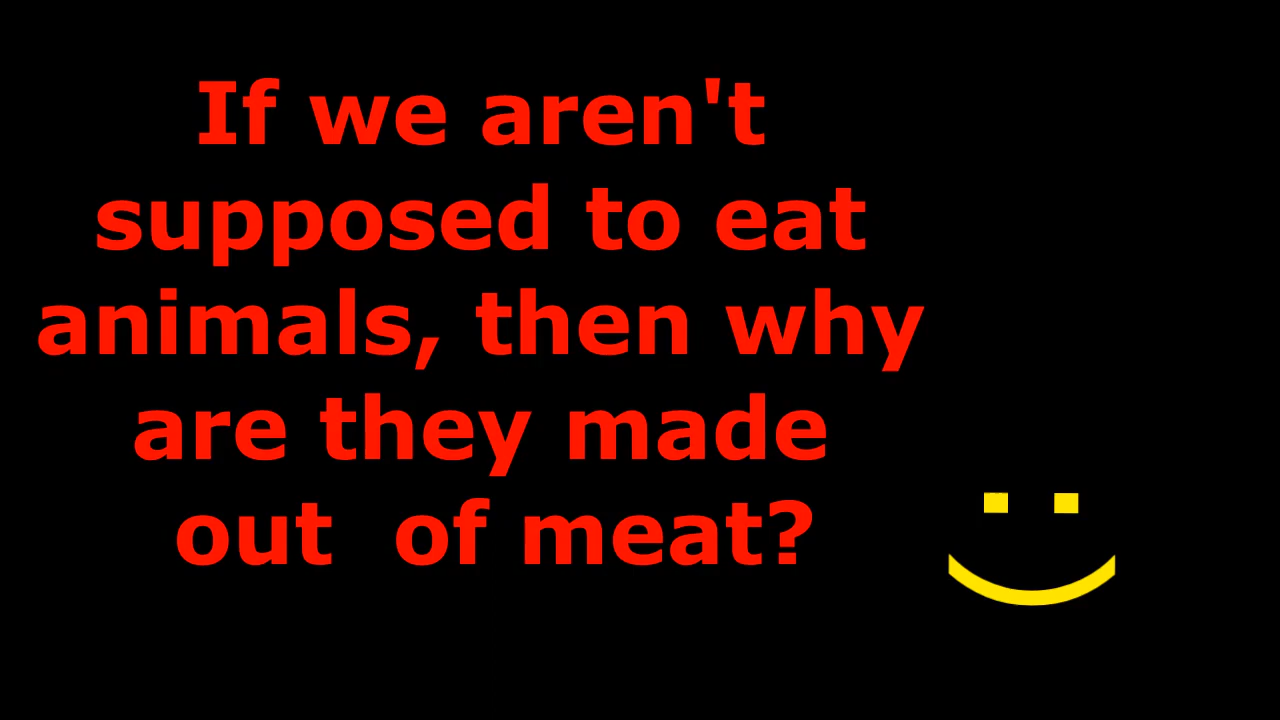 If we aren't
supposed to eat
animals, then why
are they made
out  of meat?